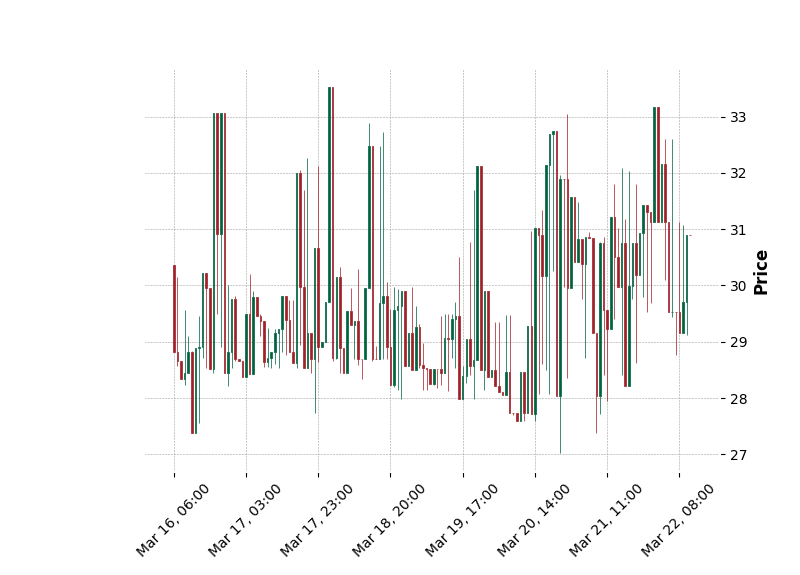 33
32
31
30
29
28
27
Price
Mar 16, 06:00
Mar 17, 03:00
Mar 17, 23:00
Mar 18, 20:00
Mar 19, 17:00
Mar 20, 14:00
Mar 21, 11:00
Mar 22, 08:00